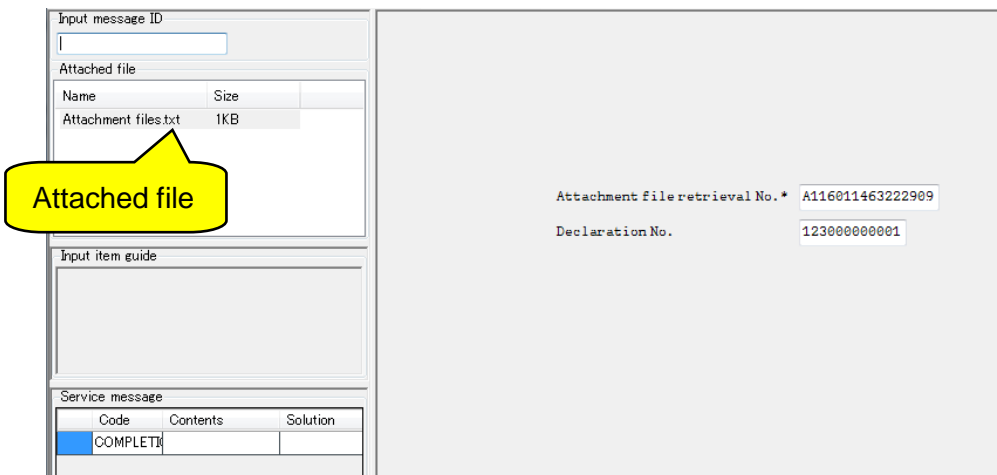 Input message ID
Attached file
Name Size
Attachment files.txt 1KB
Attached file
Input item guide
Service message
Code Contents Solution
COMPLETIO
Attachment file retrieval No.* A116011463222909
Declaration No. 123000000001